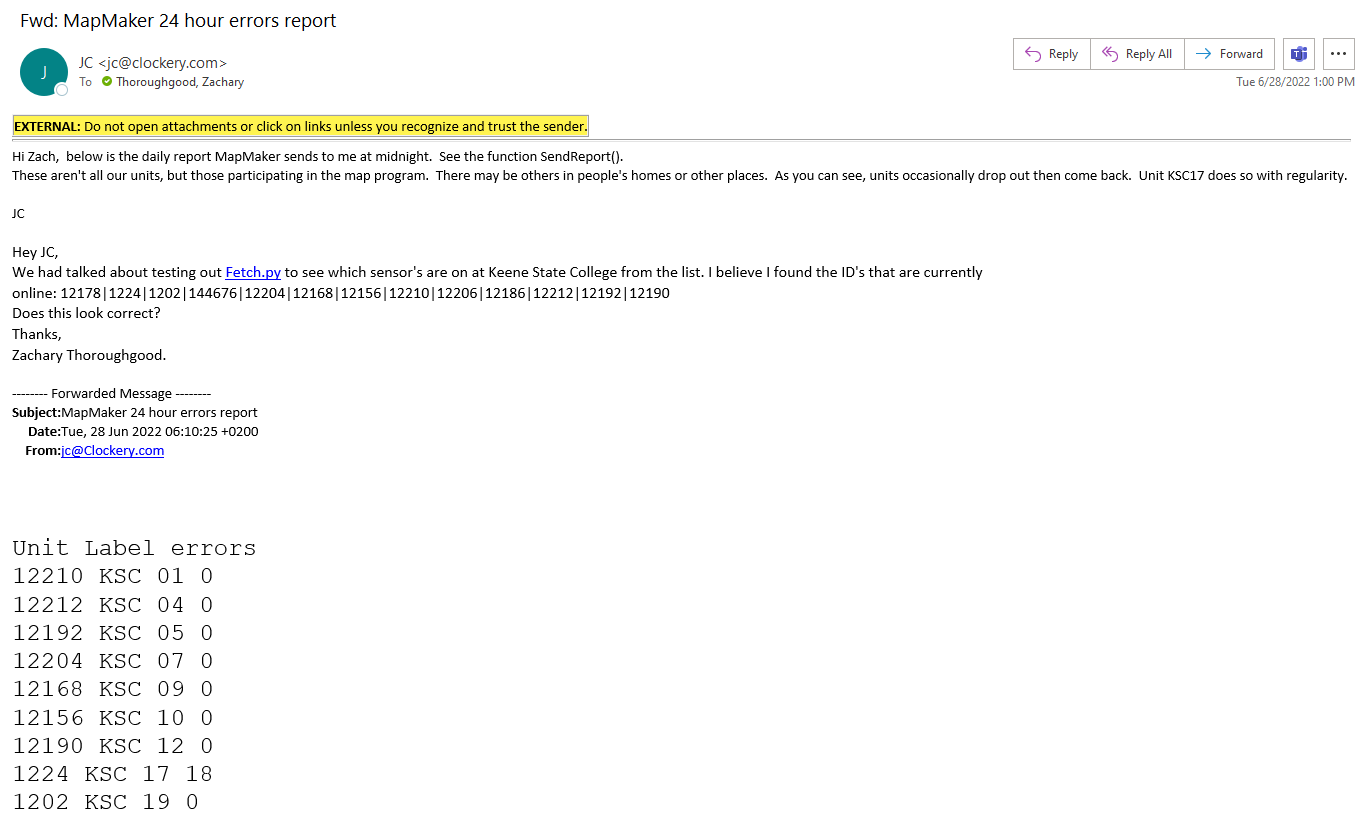 Fwd: MapMaker 24 hour errors report
J
JC <jc@clockery.com>
To Thoroughgood, Zachary
Reply
Reply All
Forward
Tue 6/28/2022 1:00 PM
EXTERNAL: Do not open attachments or click on links unless you recognize and trust the sender.
Hi Zach,  below is the daily report MapMaker sends to me at midnight.  See the function SendReport().
These aren't all our units, but those participating in the map program.  There may be others in people's homes or other places.  As you can see, units occasionally drop out then come back.  Unit KSC17 does so with regularity.
JC
Hey JC,
We had talked about testing out Fetch.py to see which sensor's are on at Keene State College from the list. I believe I found the ID's that are currently
online: 12178|1224|1202|144676|12204|12168|12156|12210|12206|12186|12212|12192|12190
Does this look correct?
Thanks,
Zachary Thoroughgood.
-------- Forwarded Message --------
Subject:MapMaker 24 hour errors report
Date:Tue, 28 Jun 2022 06:10:25 +0200
From:jc@Clockery.com
Unit Label errors
12210 KSC 01 0
12212 KSC 04 0
12192 KSC 05 0
12204 KSC 07 0
12168 KSC 09 0
12156 KSC 10 0
12190 KSC 12 0
1224 KSC 17 18
1202 KSC 19 0